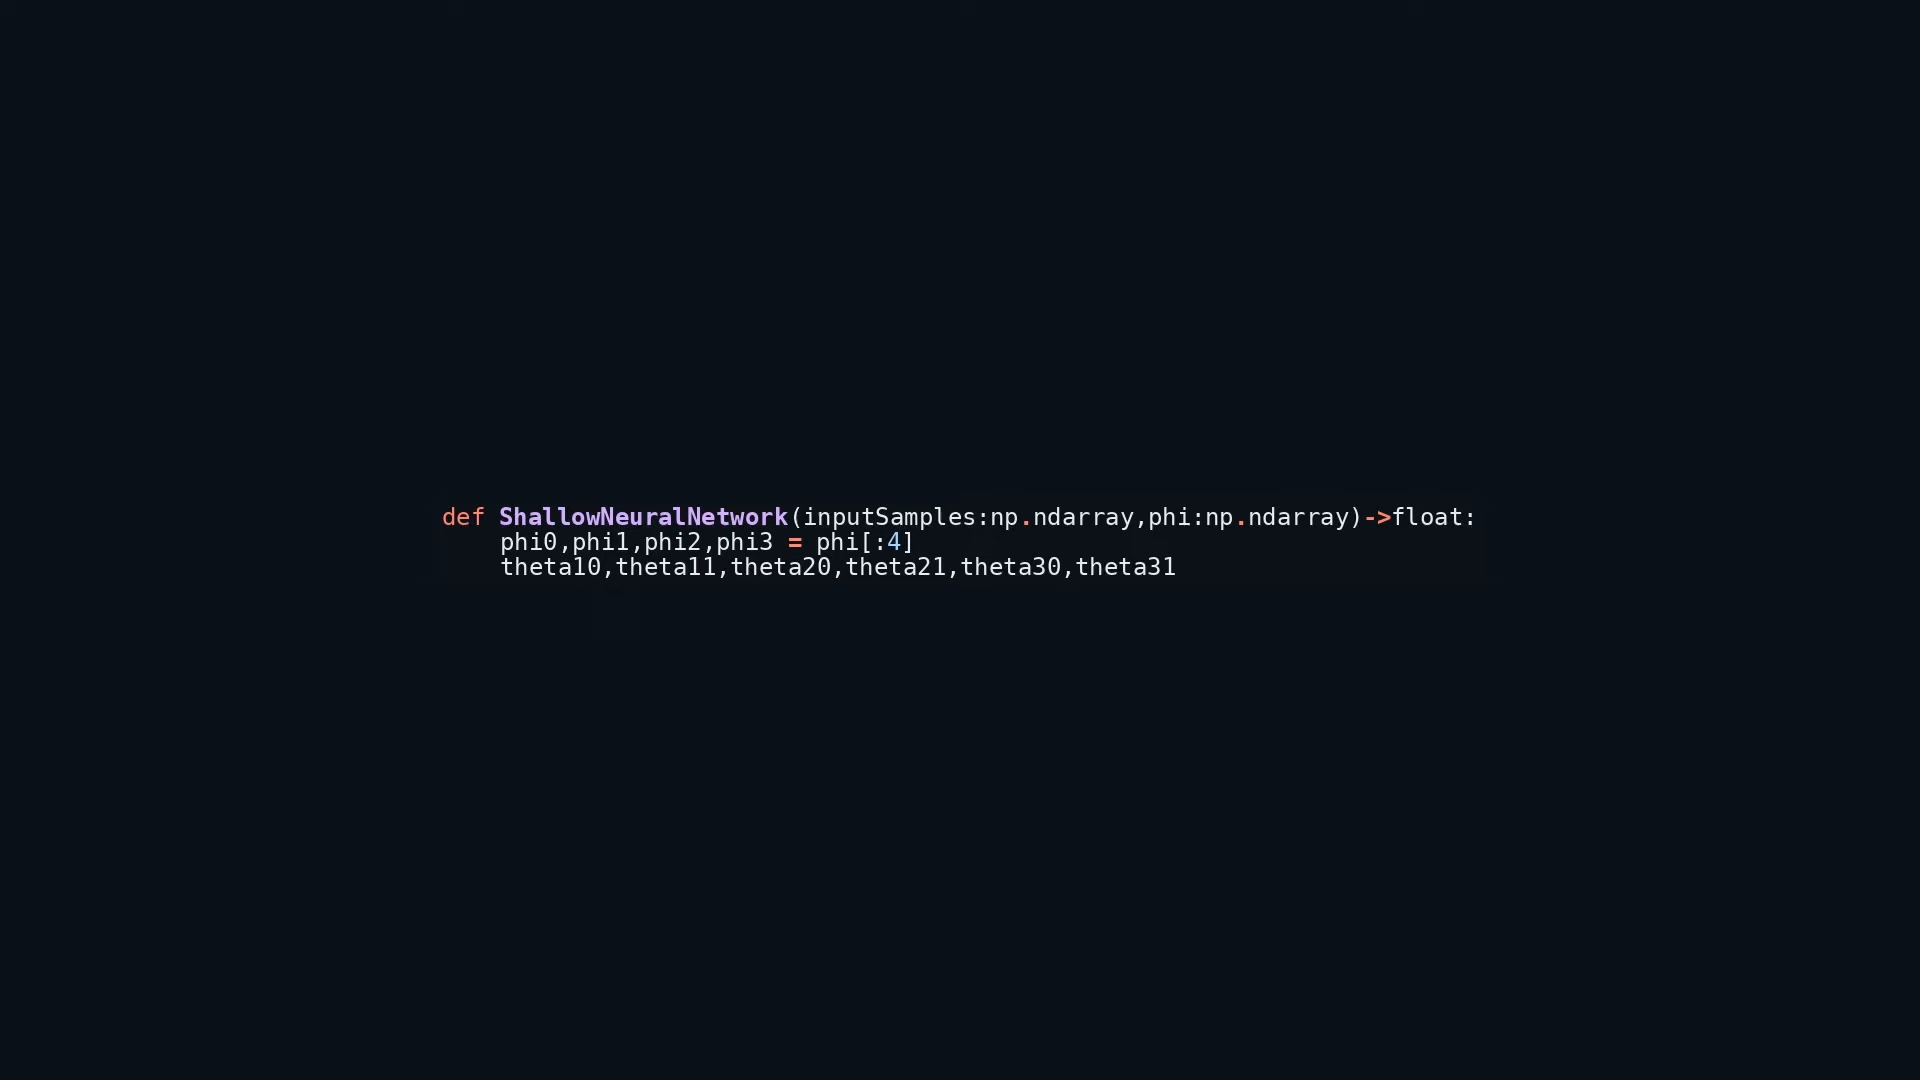 def ShallowNeuralNetwork(inputSamples:np.ndarray,phi:np.ndarray)->float:
    phi0,phi1,phi2,phi3 = phi[:4]
    theta10,theta11,theta20,theta21,theta30,theta31